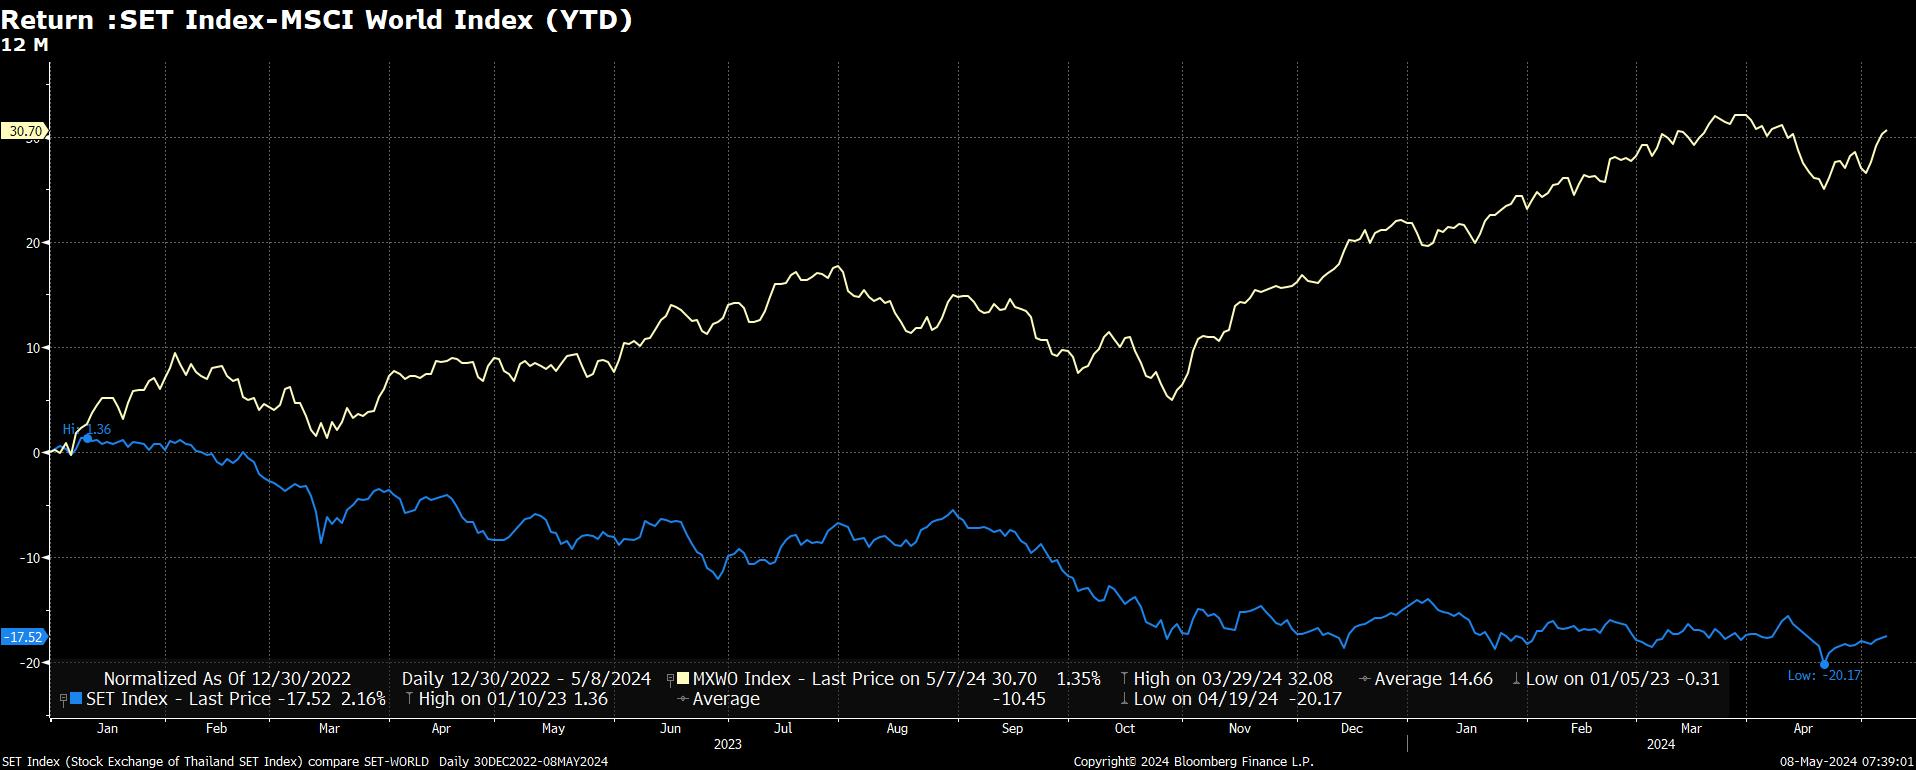 Return :SET Index-MSCI World Index (YTD)
12 M
30.70
30
20
10
Hi: 1.36
0
-10
-17.52
-20
Low: -20.17
Normalized As Of 12/30/2022 Daily 12/30/2022 - 5/8/2024 MXWO Index - Last Price on 5/7/24 30.70 1.35% High on 03/29/24 32.08 Average 14.66 Low on 01/05/23 -0.31
SET Index - Last Price -17.52 2.16% High on 01/10/23 1.36 Average -10.45 Low on 04/19/24 -20.17
Jan Feb Mar Apr May Jun Jul Aug Sep Oct Nov Dec Jan Feb Mar Apr
2023 2024
SET Index (Stock Exchange of Thailand SET Index) compare SET-WORLD Daily 30DEC2022-08MAY2024 Copyright© 2024 Bloomberg Finance L.P. 08-May-2024 07:39:01